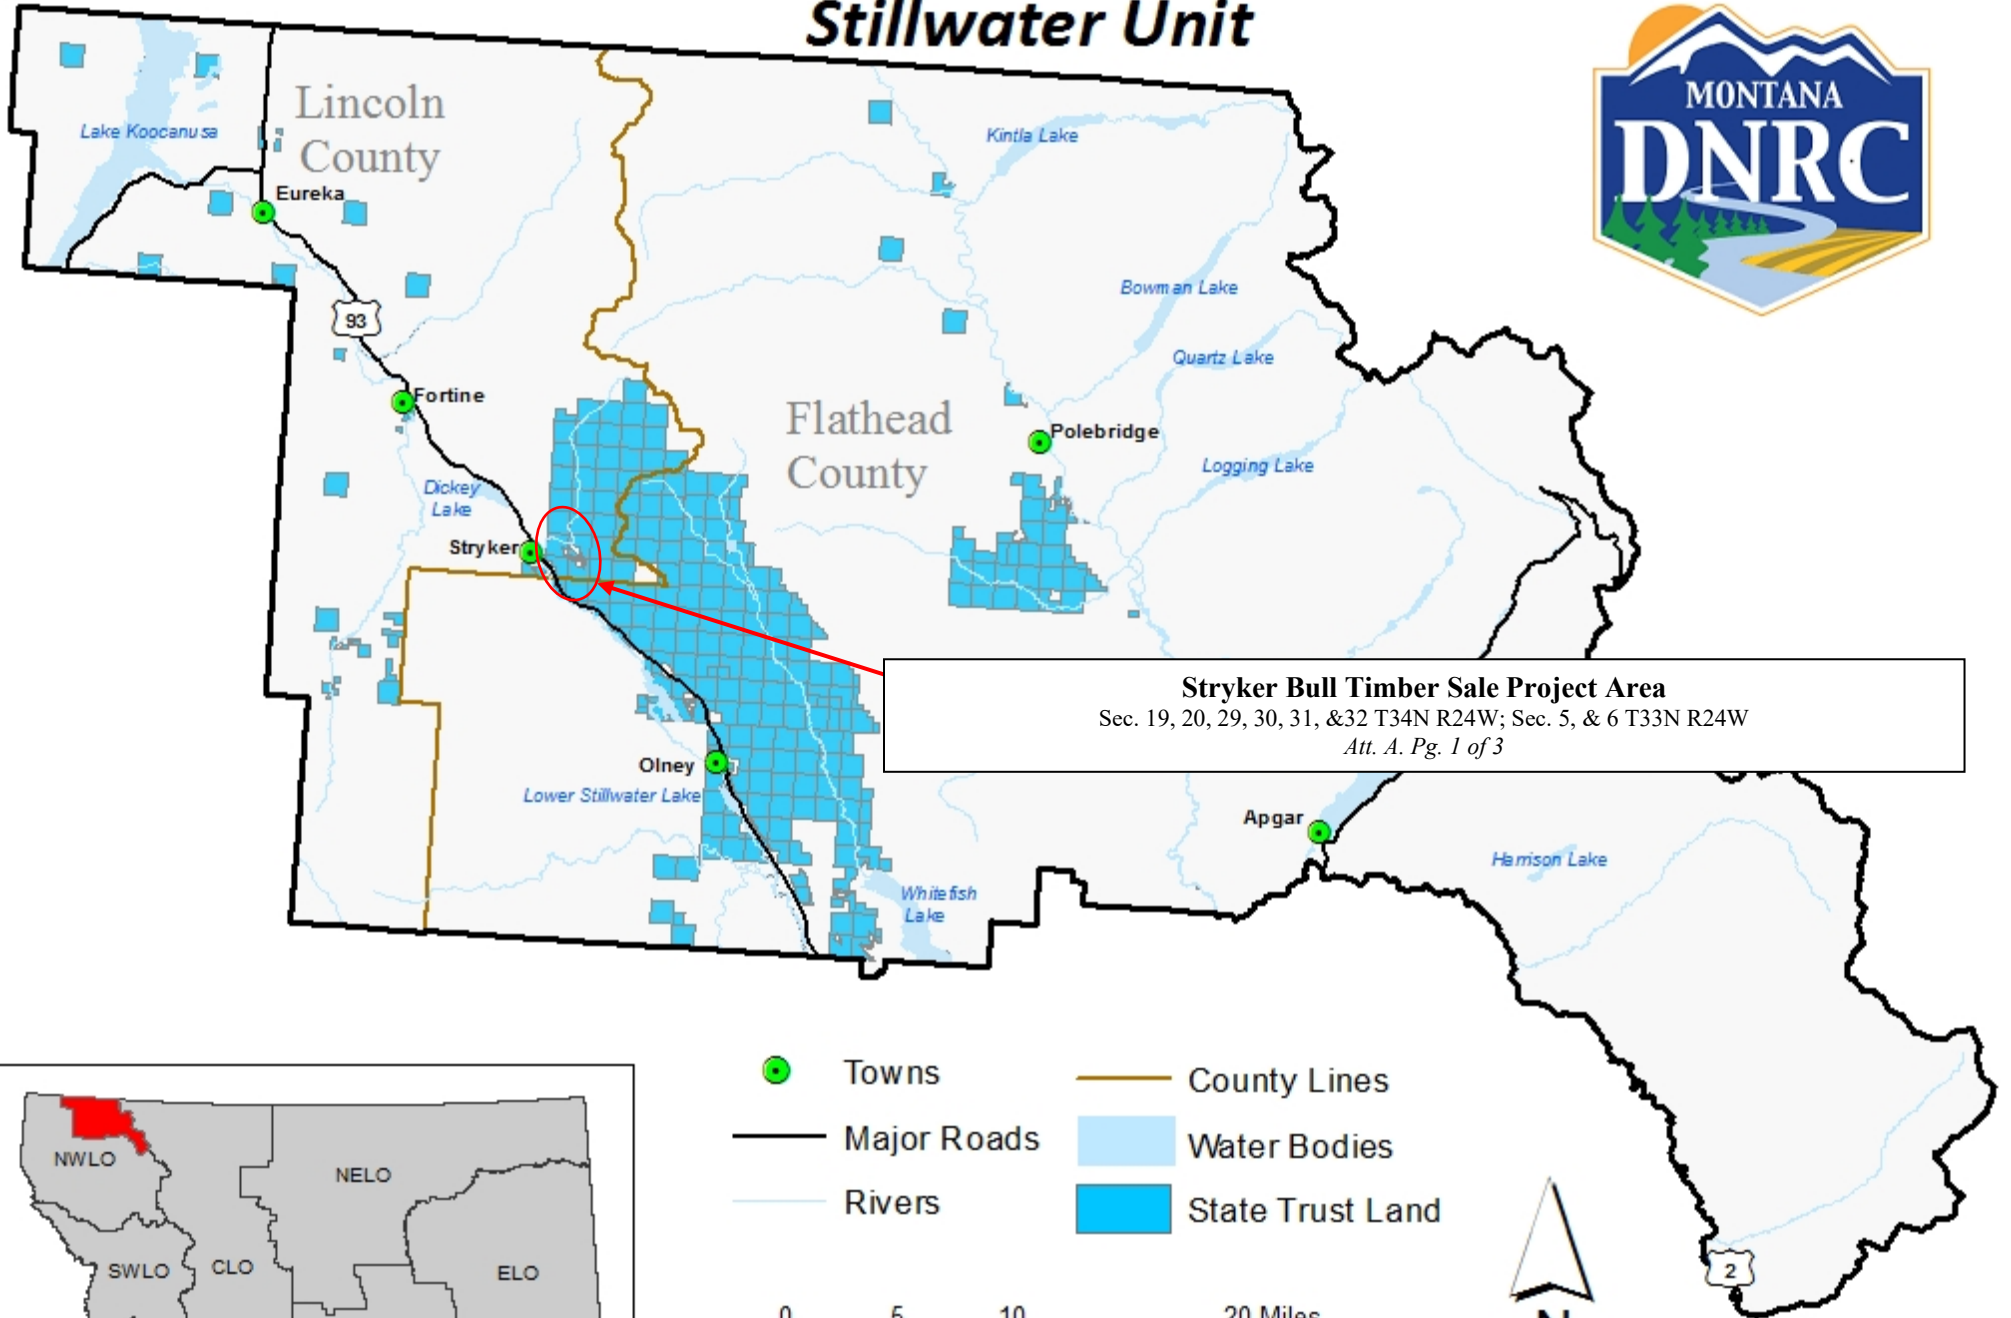 Stillwater Unit
MONTANA
DNRC
Lincoln
County
Lake Koocanusa
Kintla Lake
Eureka
Bowman Lake
93
Quartz Lake
Fortine
Flathead
County
Polebridge
Logging Lake
Dickey
Lake
Stryker
Stryker Bull Timber Sale Project Area
Sec. 19, 20, 29, 30, 31, &32 T34N R24W; Sec. 5, & 6 T33N R24W
Att. A. Pg. 1 of 3
Olney
Lower Stillwater Lake
Apgar
Harrison Lake
Whitefish
Lake
Towns
County Lines
Major Roads
Water Bodies
Rivers
State Trust Land
NWLO
NELO
SWLO
CLO
ELO
2
0 5 10 20 Miles
N